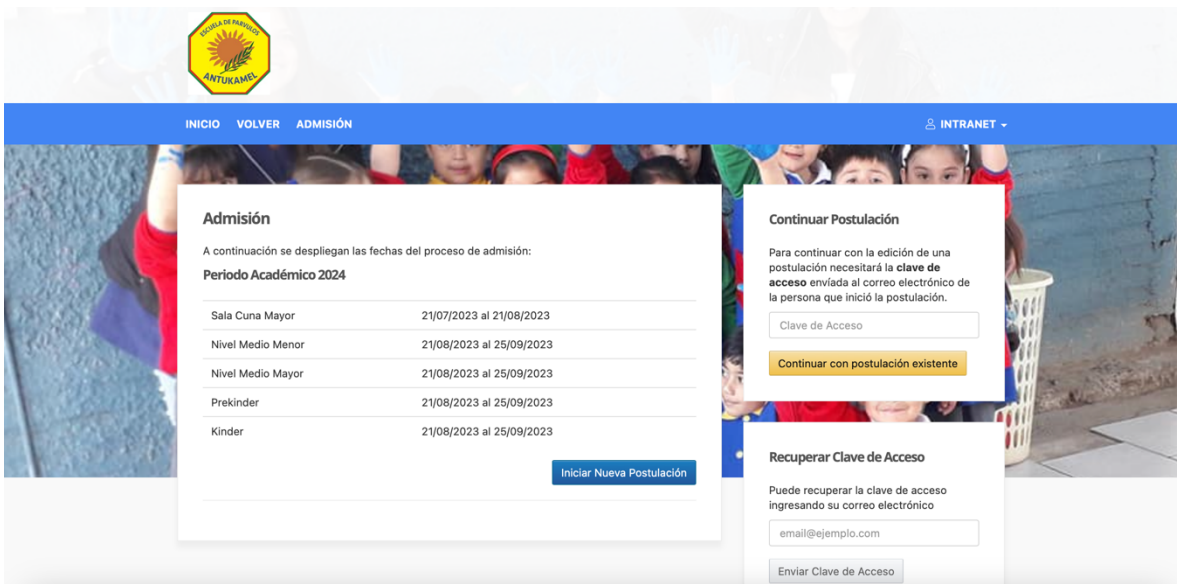 ESCUELA DE PARVULOS
ANTUKAMEL
INICIO VOLVER ADMISIÓN INTRANET
Admisión
A continuación se despliegan las fechas del proceso de admisión:
Periodo Académico 2024
Sala Cuna Mayor 21/07/2023 al 21/08/2023
Nivel Medio Menor 21/08/2023 al 25/09/2023
Nivel Medio Mayor 21/08/2023 al 25/09/2023
Prekinder 21/08/2023 al 25/09/2023
Kinder 21/08/2023 al 25/09/2023
Iniciar Nueva Postulación
Continuar Postulación
Para continuar con la edición de una
postulación necesitará la clave de
acceso envíada al correo electrónico de
la persona que inició la postulación.
Clave de Acceso
Continuar con postulación existente
Recuperar Clave de Acceso
Puede recuperar la clave de acceso
ingresando su correo electrónico
email@ejemplo.com
Enviar Clave de Acceso